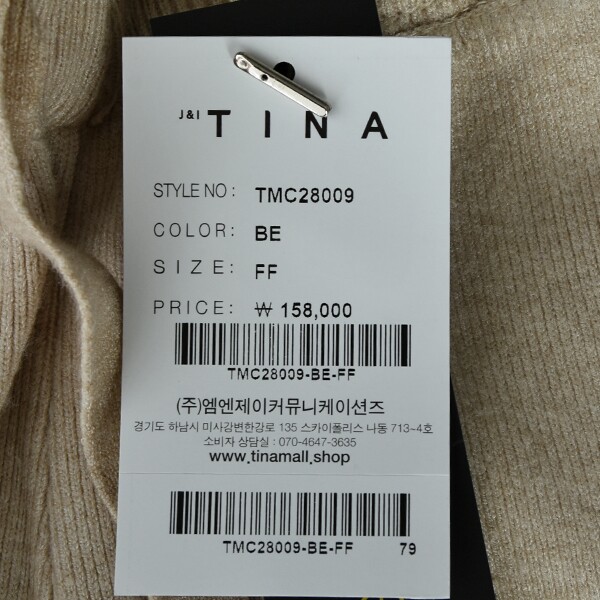 J&I
TINA
STYLE NO : TMC28009
COLOR: BE
SIZE: FF
PRICE: ₩ 158,000
TMC28009-BE-FF
(주)엠엔제이커뮤니케이션즈
경기도 하남시 미사강변한강로 135 스카이폴리스 나동 713-4호
소비자 상담실 : 070-4647-3635
www.tinamall.shop
TMC28009-BE-FF 79